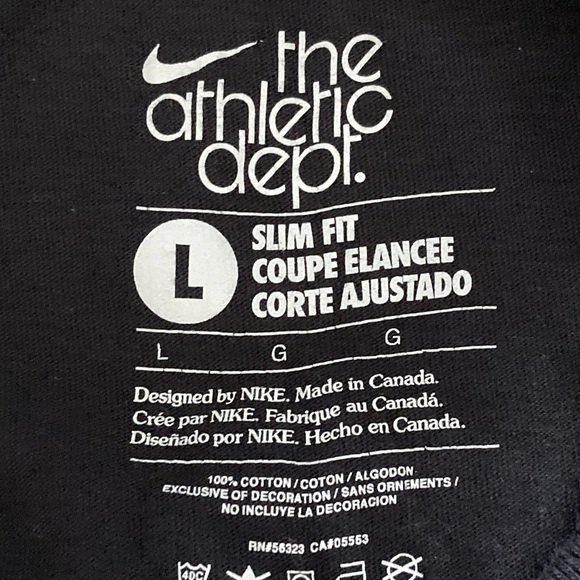 the
athletic
dept.
L
SLIM FIT
COUPE ELANCEE
CORTE AJUSTADO
L G G
Designed by NIKE. Made in Canada.
Crée par NIKE. Fabrique au Canadá.
Diseñado por NIKE. Hecho en Canada.
100% COTTON / COTON / ALGODON
EXCLUSIVE OF DECORATION / SANS ORNEMENTS /
NO INCLUYE LA DECORACION
RN#56323 CA#05553
4DC